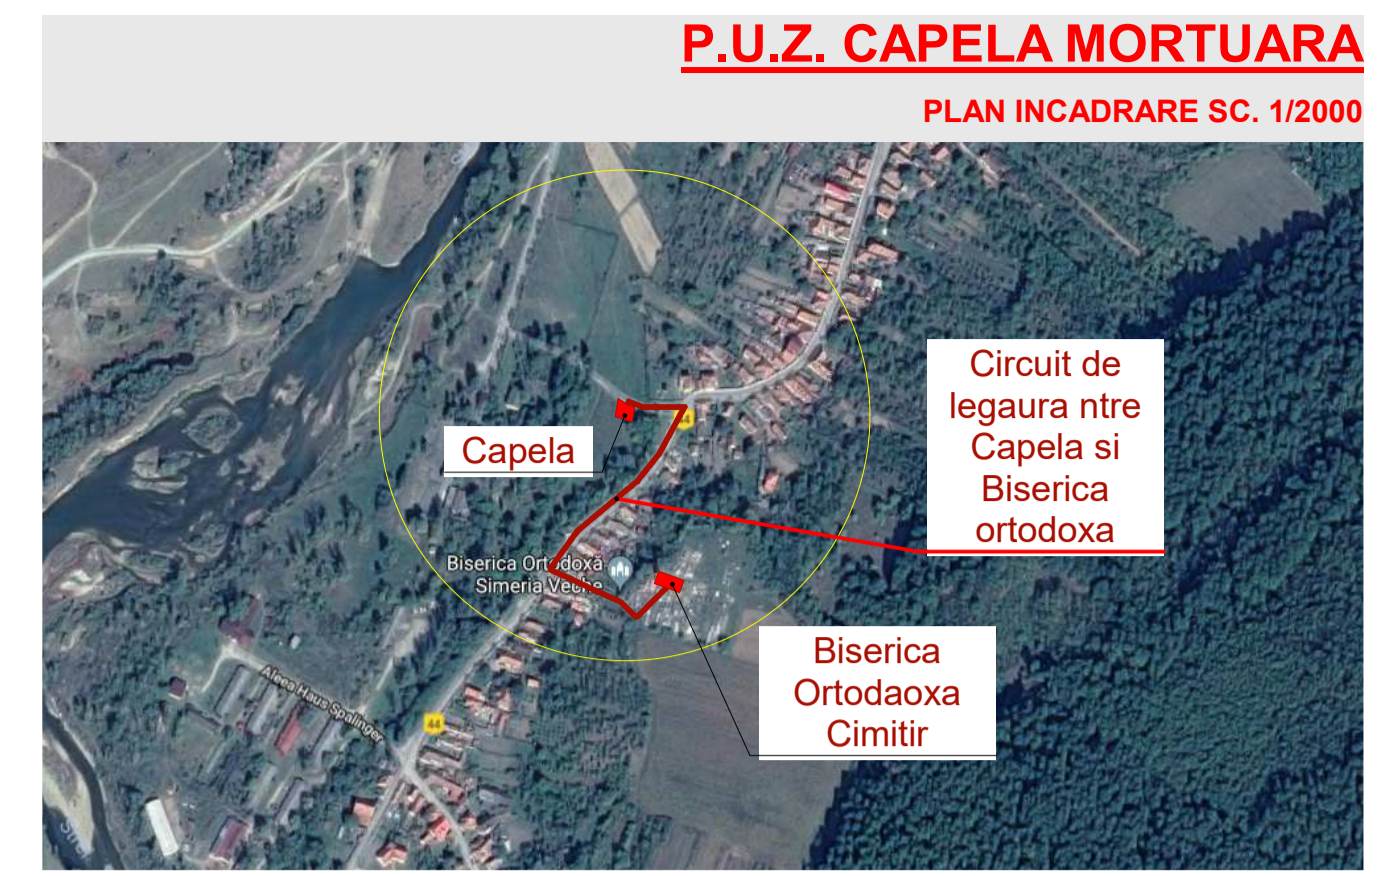 P.U.Z. CAPELA MORTUARA
PLAN INCADRARE SC. 1/2000
Circuit de
legaura ntre
Capela si
Biserica
ortodoxa
Capela
44
Biserica Ortodoxă
Simeria Veche
Biserica
Ortodaoxa
Cimitir
Aleea Haus Spalinger
44